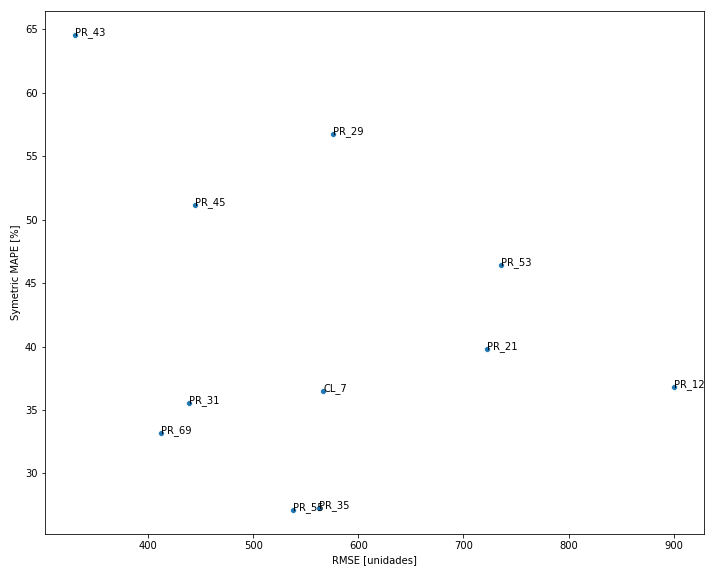 65
PR_43
60
PR_29
55
PR_45
50
PR_53
45
PR_21
40
CL_7
PR_12
35
PR_31
PR_69
30
PR_35
Symetric MAPE [%]
400
500
600
700
800
900
RMSE [unidades]